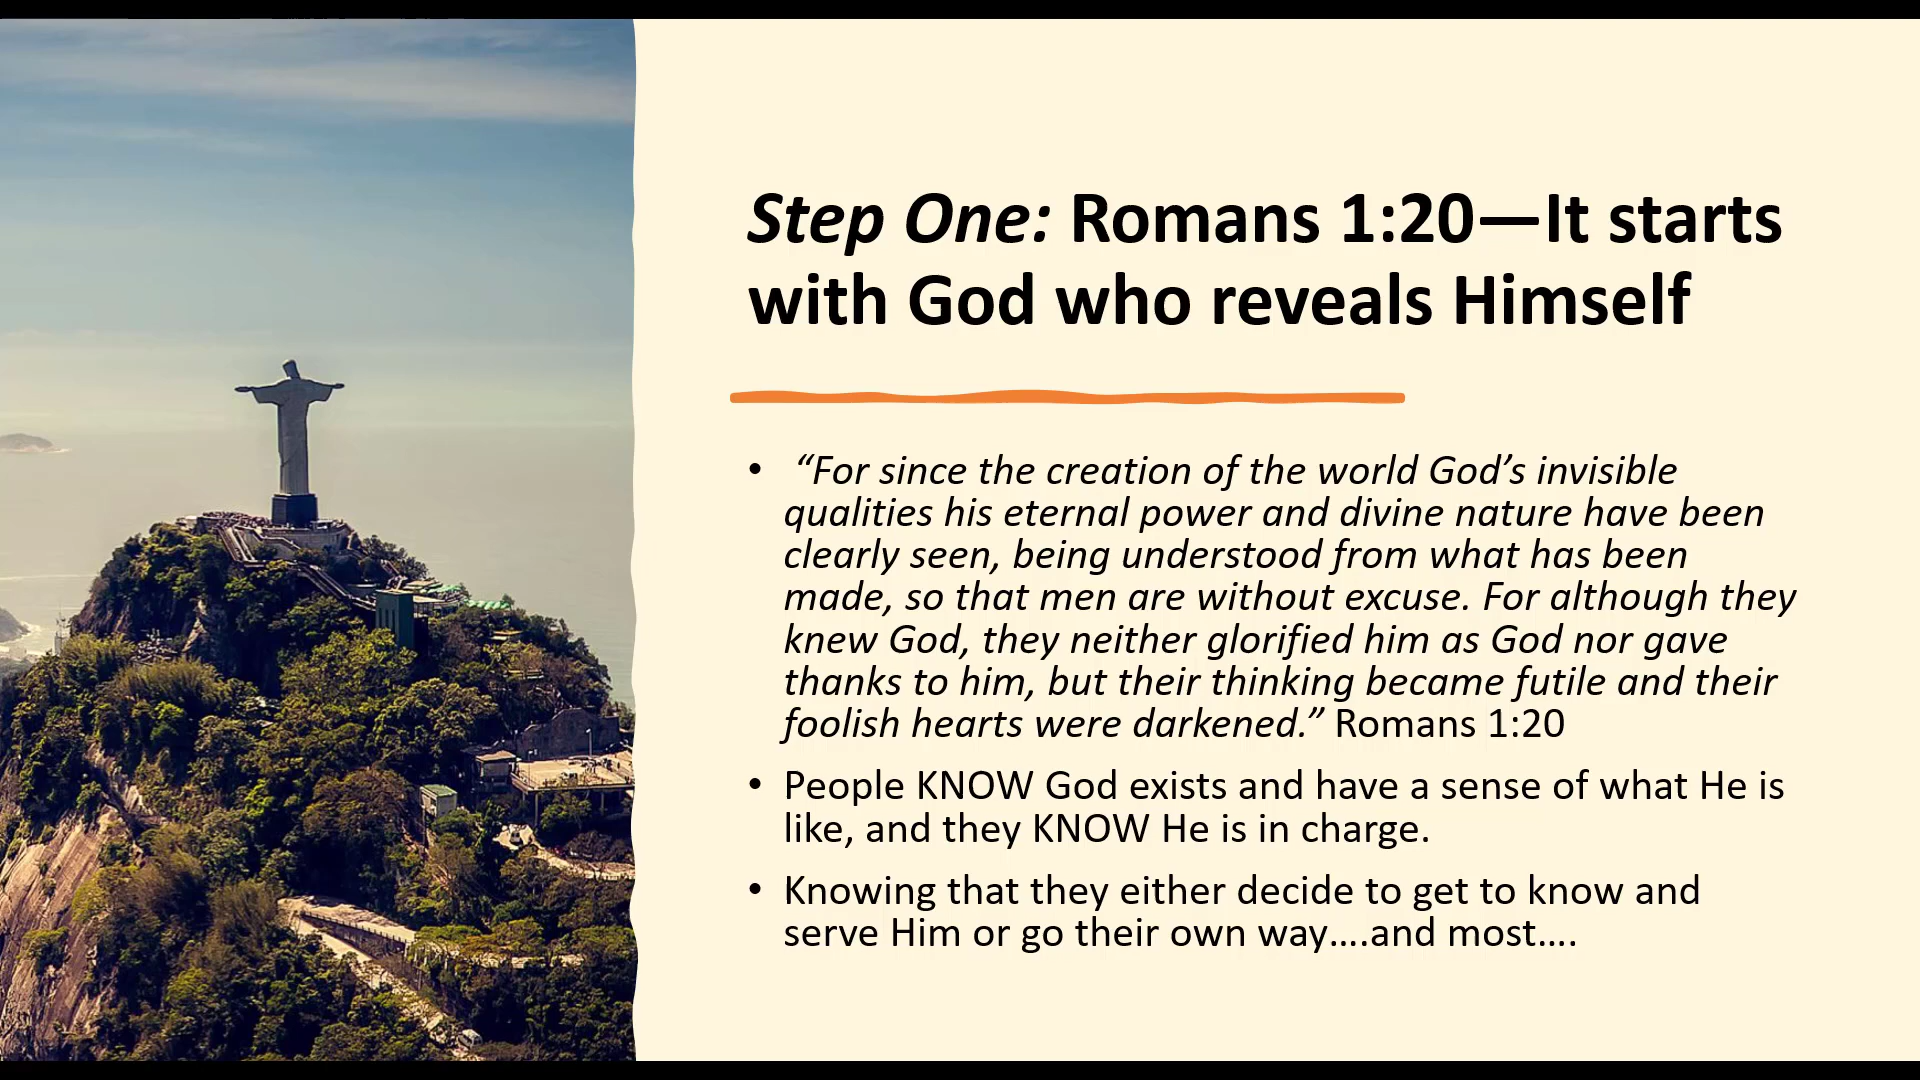 Step One: Romans 1:20—It starts
with God who reveals Himself
• “For since the creation of the world God’s invisible
qualities his eternal power and divine nature have been
clearly seen, being understood from what has been
made, so that men are without excuse. For although they
knew God, they neither glorified him as God nor gave
thanks to him, but their thinking became futile and their
foolish hearts were darkened.” Romans 1:20
• People KNOW God exists and have a sense of what He is
like, and they KNOW He is in charge.
• Knowing that they either decide to get to know and
serve Him or go their own way….and most….